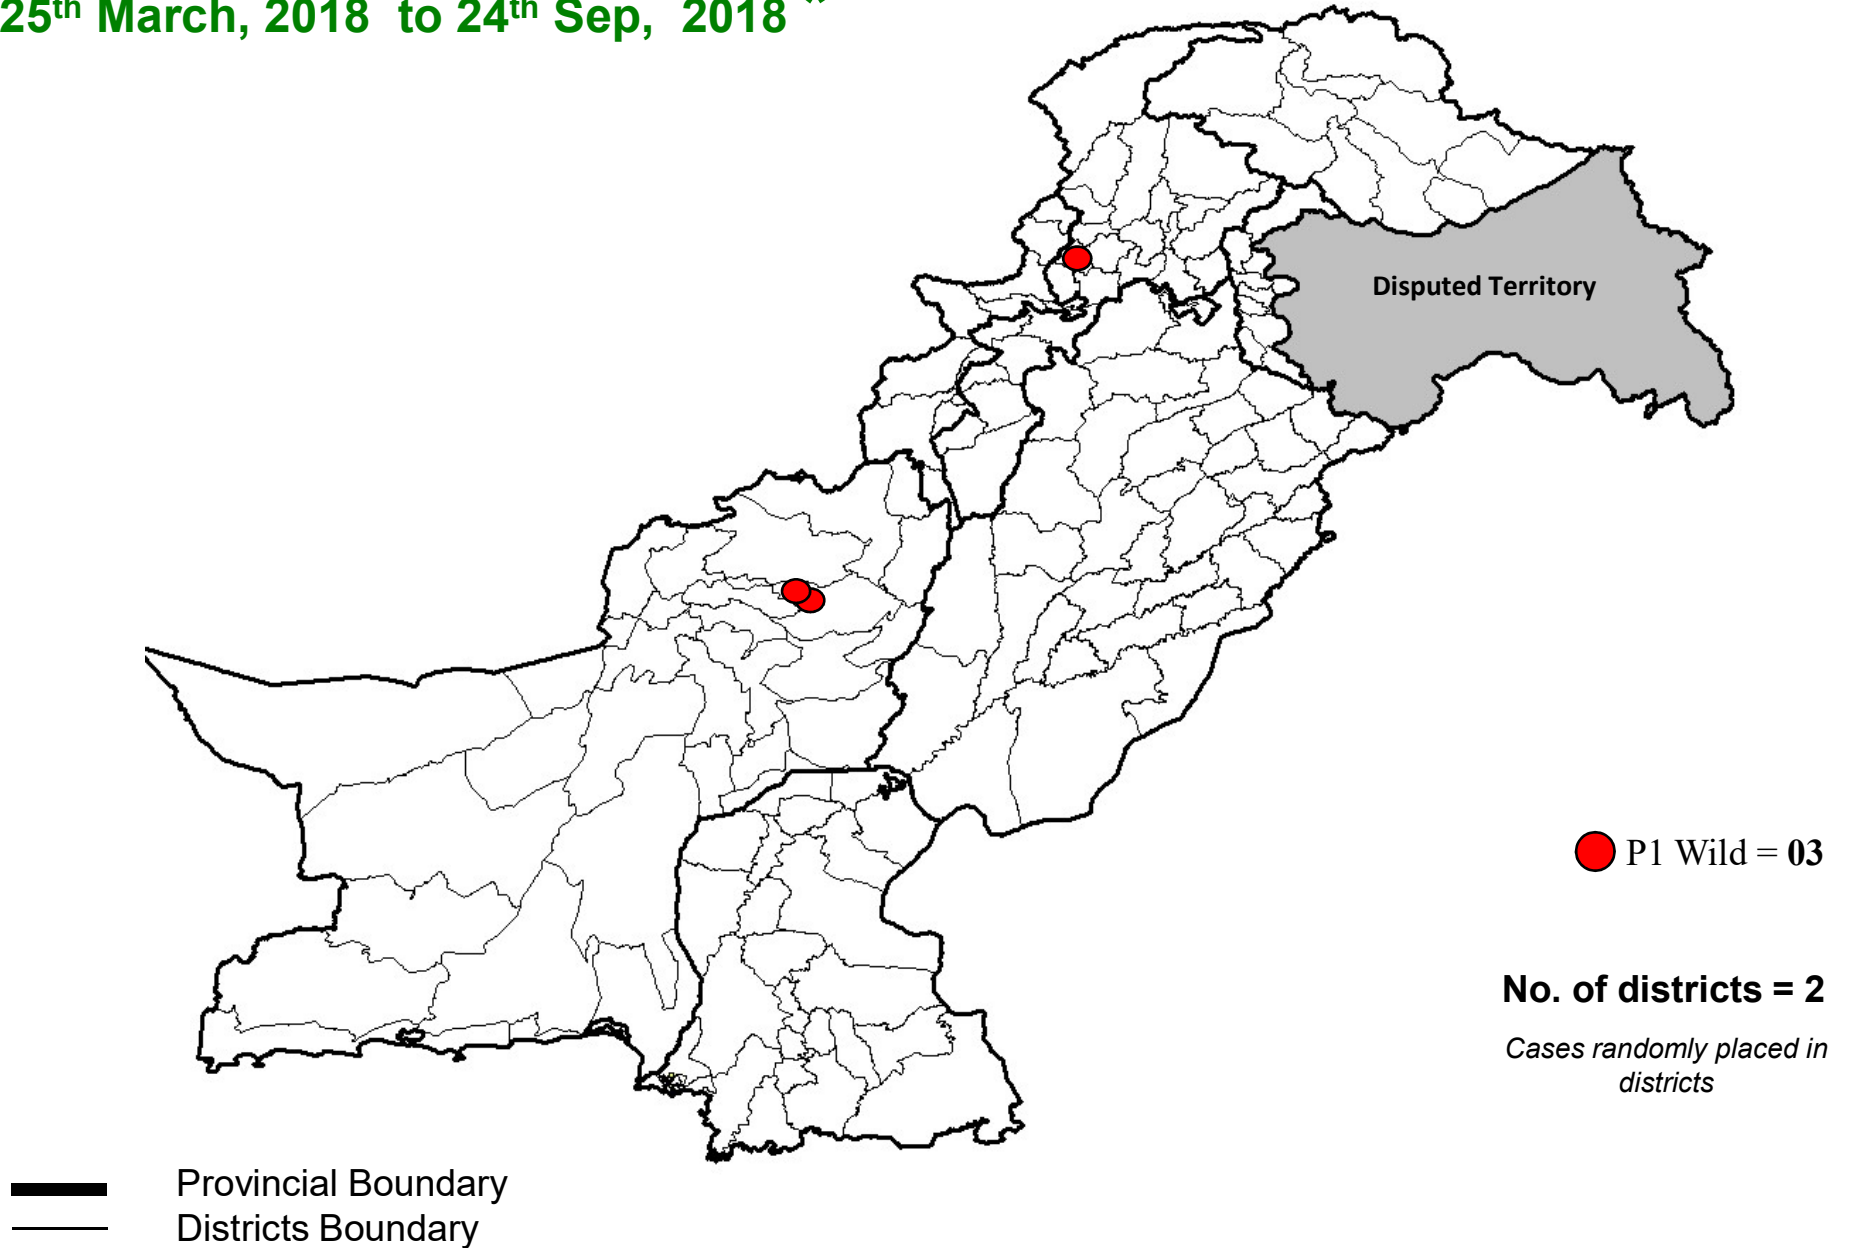 25th March, 2018 to 24th Sep, 2018
Disputed Territory
P1 Wild = 03
No. of districts = 2
Cases randomly placed in
districts
Provincial Boundary
Districts Boundary